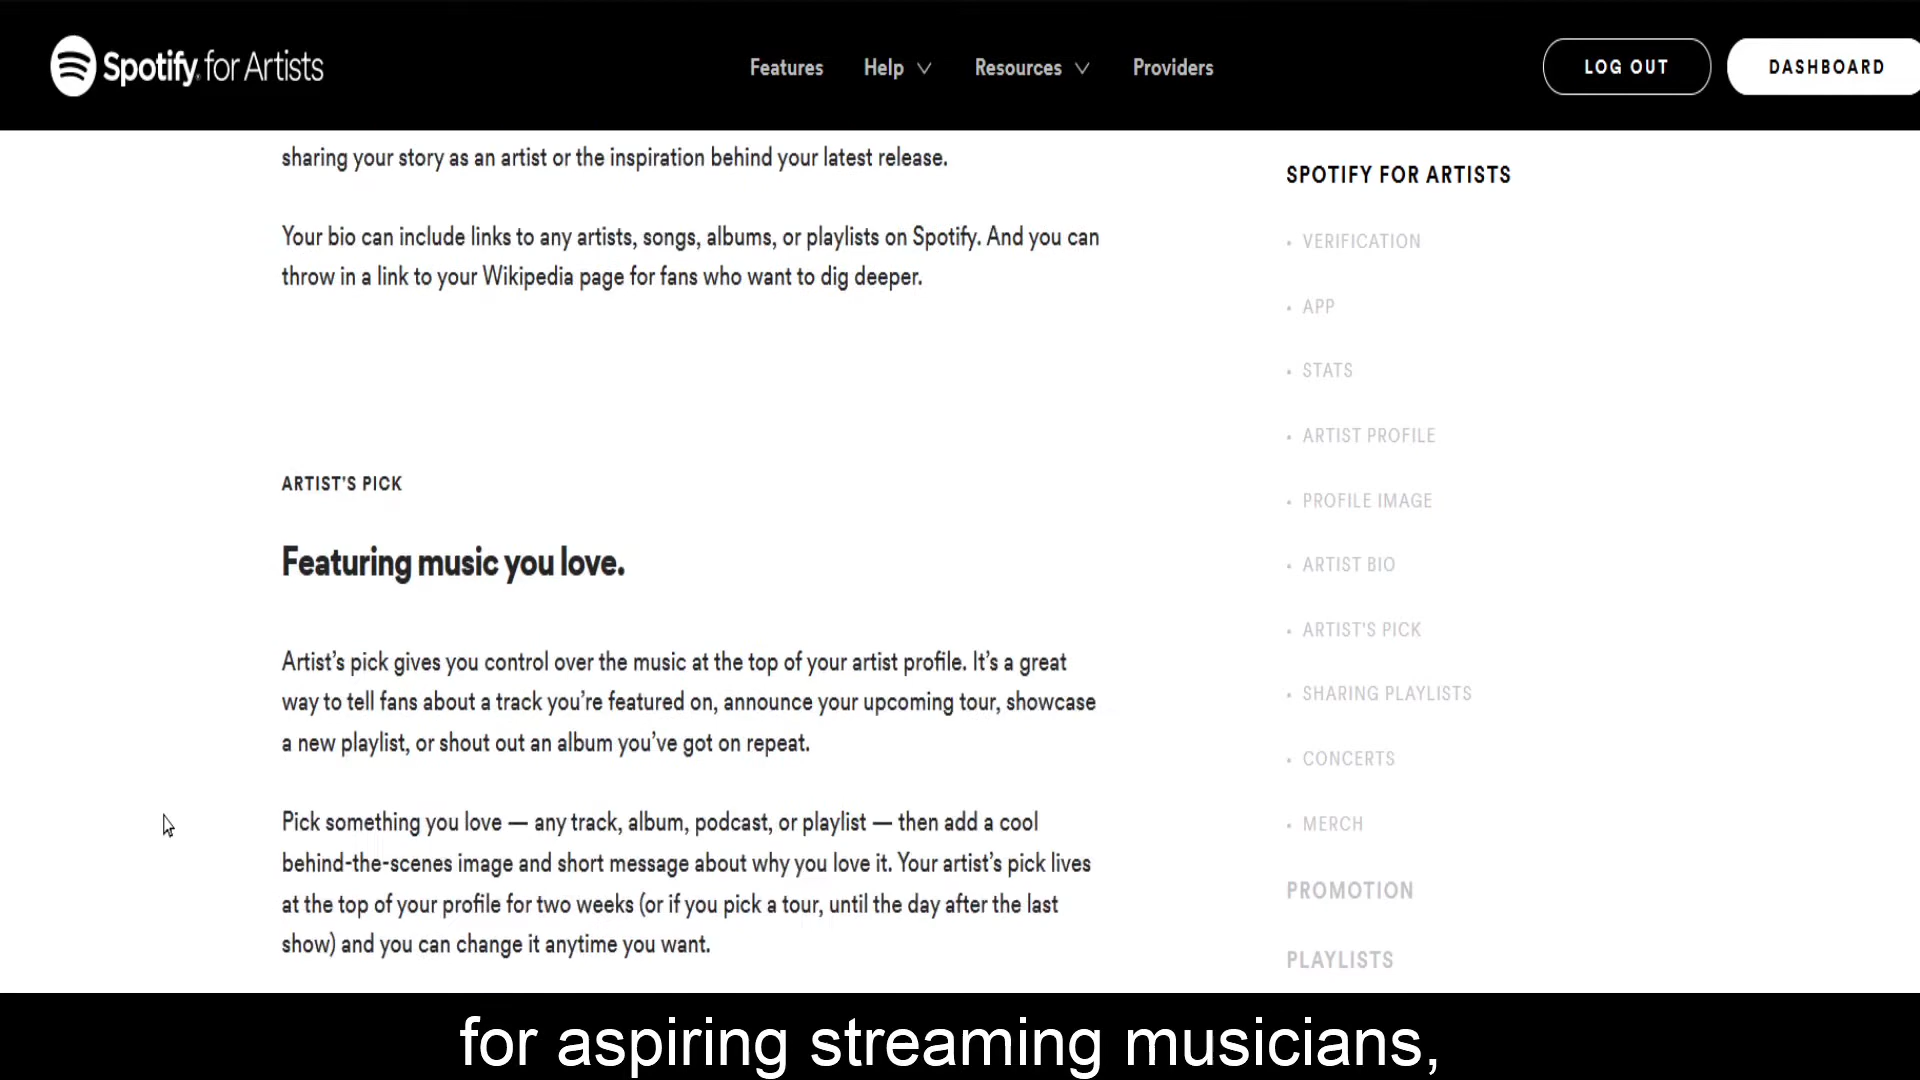 Spotify for Artists
Features
Help
Resources
Providers
LOG OUT
DASHBOARD
sharing your story as an artist or the inspiration behind your latest release.
Your bio can include links to any artists, songs, albums, or playlists on Spotify. And you can
throw in a link to your Wikipedia page for fans who want to dig deeper.
ARTIST'S PICK
Featuring music you love.
Artist’s pick gives you control over the music at the top of your artist profile. It’s a great
way to tell fans about a track you’re featured on, announce your upcoming tour, showcase
a new playlist, or shout out an album you’ve got on repeat.
Pick something you love — any track, album, podcast, or playlist — then add a cool
behind-the-scenes image and short message about why you love it. Your artist’s pick lives
at the top of your profile for two weeks (or if you pick a tour, until the day after the last
show) and you can change it anytime you want.
SPOTIFY FOR ARTISTS
• VERIFICATION
• APP
• STATS
• ARTIST PROFILE
• PROFILE IMAGE
• ARTIST BIO
• ARTIST'S PICK
• SHARING PLAYLISTS
• CONCERTS
• MERCH
PROMOTION
PLAYLISTS
for aspiring streaming musicians,